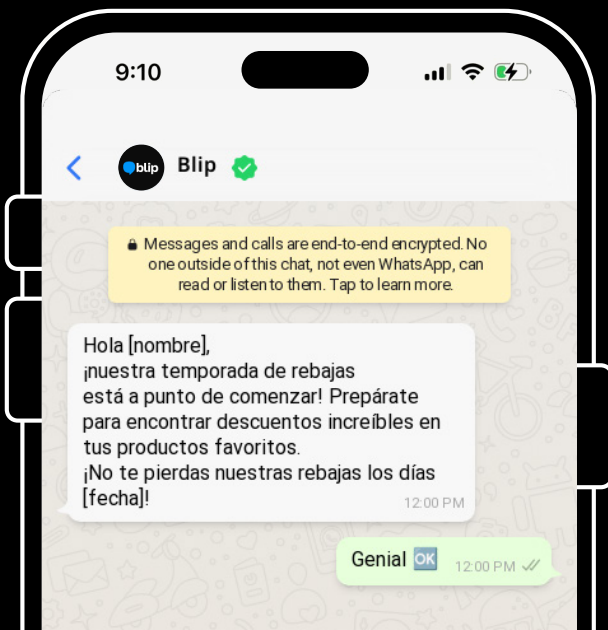 9:10
blip
Blip
Messages and calls are end-to-end encrypted. No
one outside of this chat, not even WhatsApp, can
read or listen to them. Tap to learn more.
Hola [nombre],
¡nuestra temporada de rebajas
está a punto de comenzar! Prepárate
para encontrar descuentos increíbles en
tus productos favoritos.
¡No te pierdas nuestras rebajas los días
[fecha]!
12:00 PM
Genial 🆗
12:00 PM